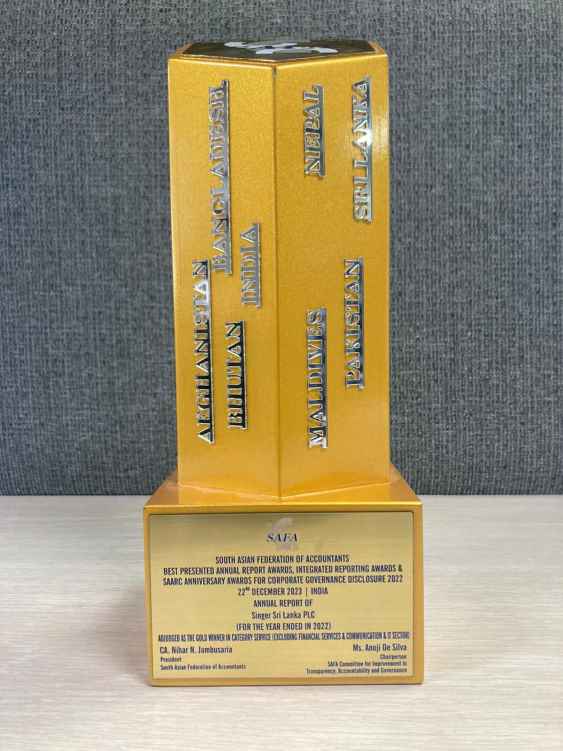 BANGLADESH
NEPAL
SRI LANKA
INDIA
AFGHANISTAN
PAKISTAN
BHUTAN
MALDIVES
SAFA
SOUTH ASIAN FEDERATION OF ACCOUNTANTS
BEST PRESENTED ANNUAL REPORT AWARDS, INTEGRATED REPORTING AWARDS &
SAARC ANNIVERSARY AWARDS FOR CORPORATE GOVERNANCE DISCLOSURE 2022
22ND DECEMBER 2023 | INDIA
ANNUAL REPORT OF
Singer Sri Lanka PLC
(FOR THE YEAR ENDED IN 2022)
ADJUDGED AS THE GOLD WINNER IN CATEGORY SERVICE (EXCLUDING FINANCIAL SERVICES & COMMUNICATION & IT SECTOR)
CA. Nihar N. Jambusaria
President
South Asian Federation of Accountants
Ms. Anoji De Silva
Chairperson
SAFA Committee for Improvement in
Transparency, Accountability and Governance